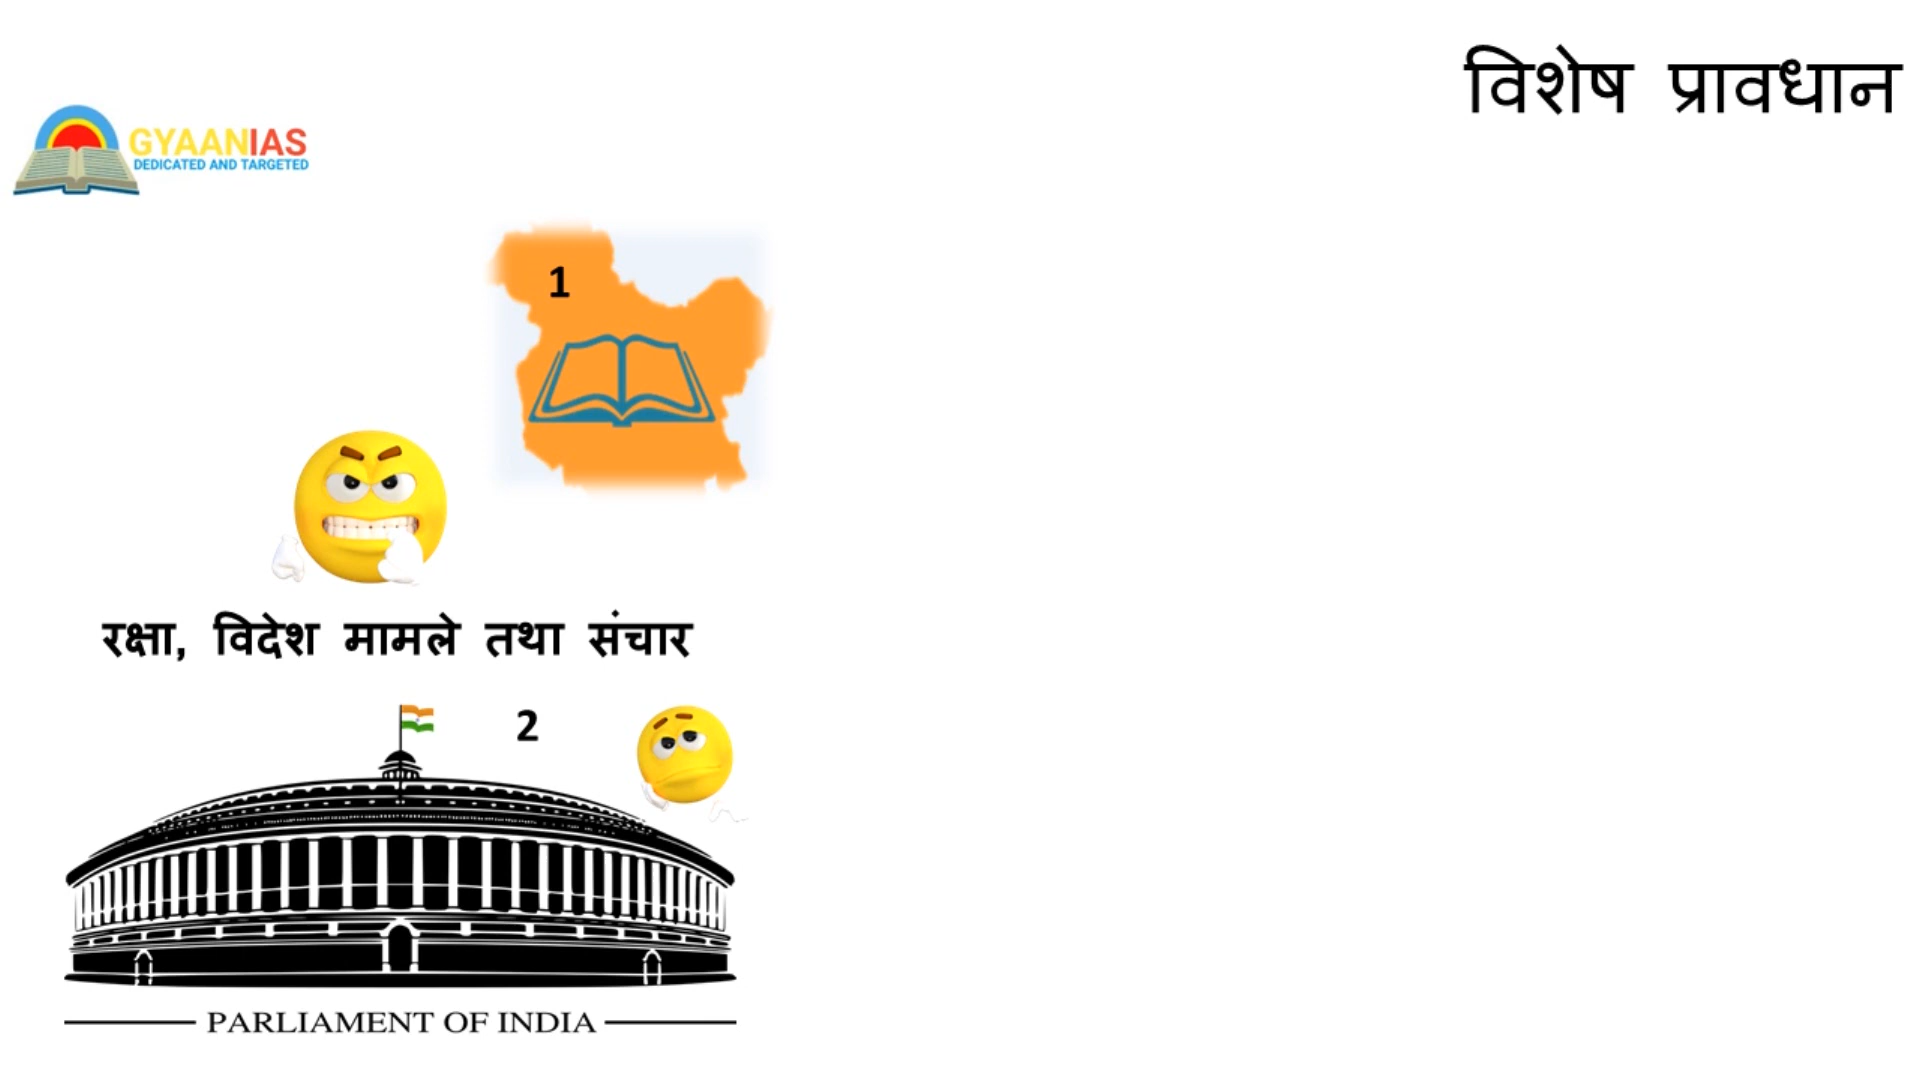 विशेष प्रावधान
GYAANIAS
DEDICATED AND TARGETED
1
रक्षा, विदेश मामले तथा संचार
2
PARLIAMENT OF INDIA